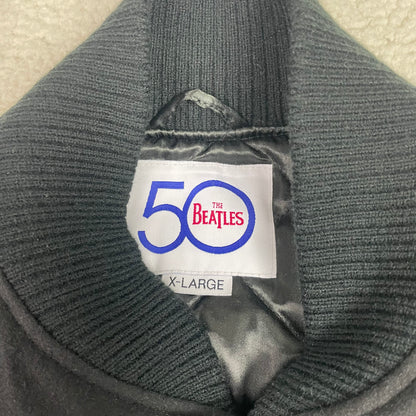 50
THE
BEATLES
X-LARGE